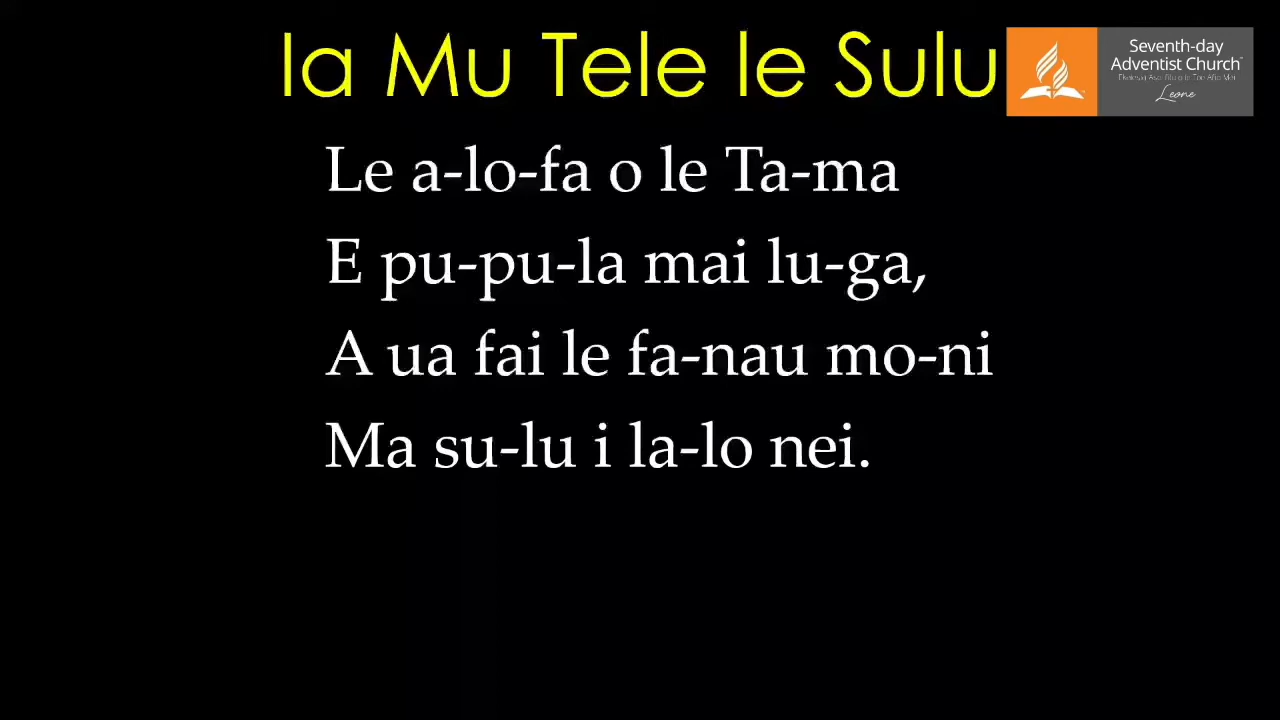 Ia Mu Tele le Sulu
Seventh-day
Adventist Church
Leone
Le a-lo-fa o le Ta-ma
E pu-pu-la mai lu-ga,
A ua fai le fa-nau mo-ni
Ma su-lu i la-lo nei.